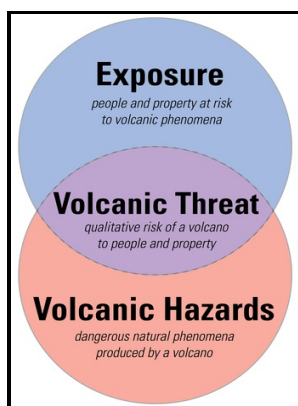 Exposure
people and property at risk
to volcanic phenomena
Volcanic Threat
qualitative risk of a volcano
to people and property
Volcanic Hazards
dangerous natural phenomena
produced by a volcano